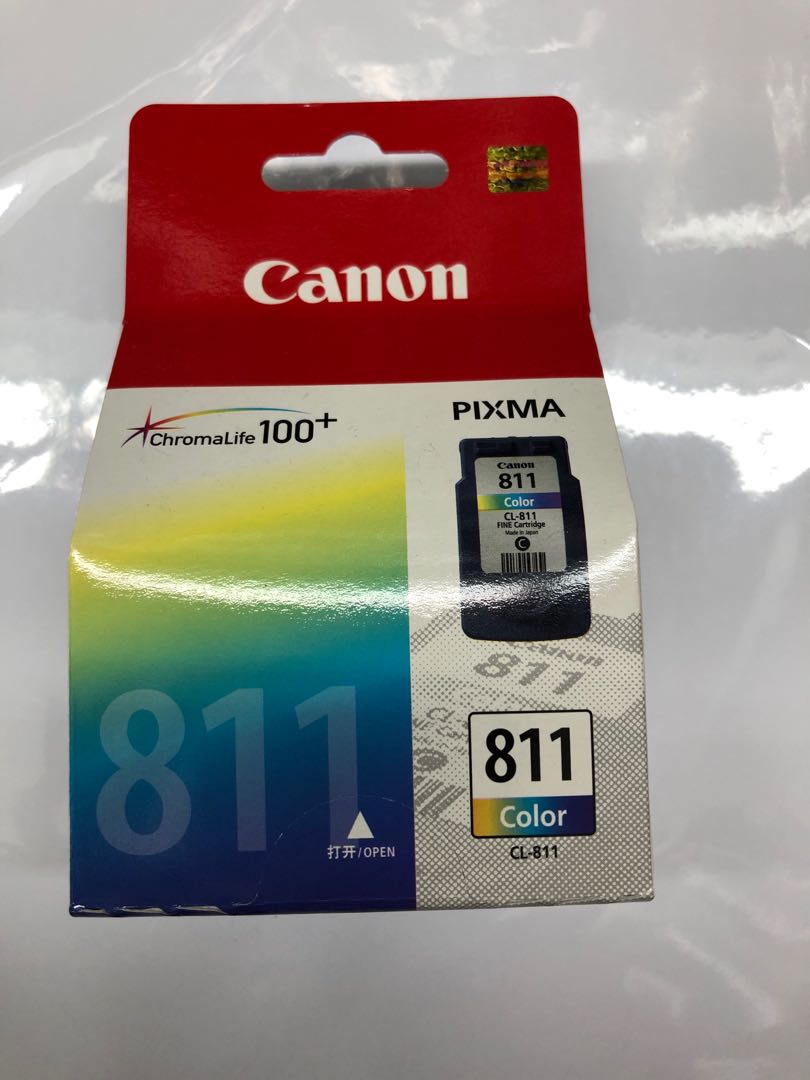 Canon
ChromaLife 100+
PIXMA
Canon
811
Color
CL-811
FINE Cartridge
Made in Japan
C
811
811
打开/OPEN
811
Color
CL-811